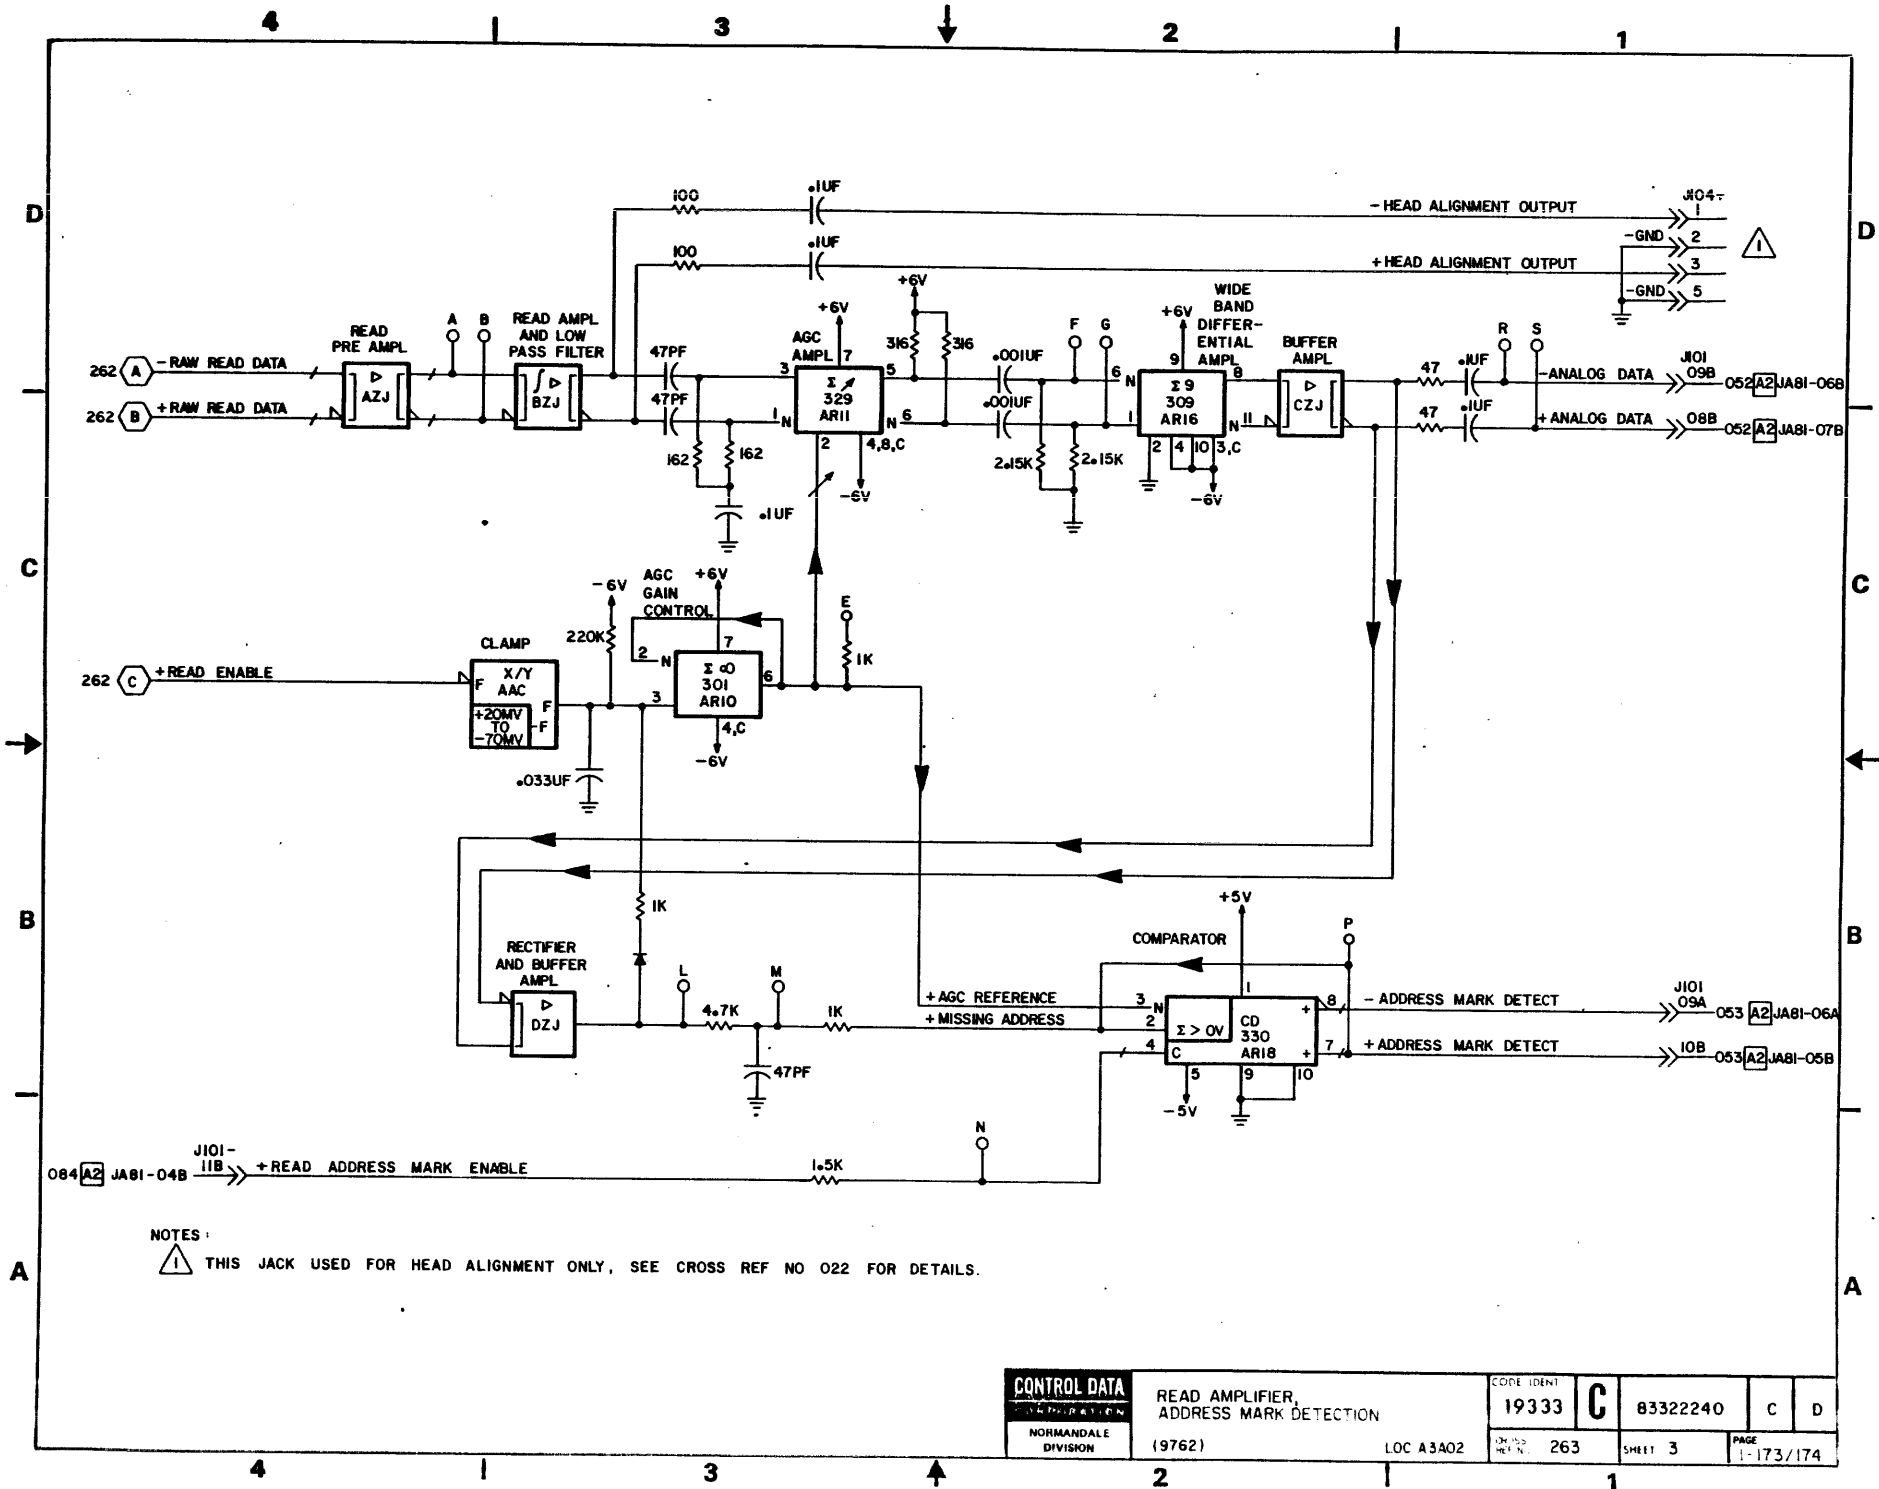 4 3 2 1
D
100
.1UF
- HEAD ALIGNMENT OUTPUT
J104-
1
100
.1UF
+ HEAD ALIGNMENT OUTPUT
-GND 2
3
-GND 5
1
D
READ
PRE AMPL
A B
READ AMPL
AND LOW
PASS FILTER
47PF
47PF
AGC
AMPL
+6V
7
+6V
316 316
.001UF
.001UF
F G
WIDE
BAND
DIFFER-
ENTIAL
AMPL
+6V
9
BUFFER
AMPL
47
.1UF
R S
47
.1UF
262 A - RAW READ DATA
AZJ
BZJ
3
Σ
329
AR11
5
6 N
Σ 9
309
AR16
8
CZJ
-ANALOG DATA
J101
09B
052 A2 JA81-06B
262 B + RAW READ DATA
1 N
N 6
1
N 11
+ANALOG DATA
08B
052 A2 JA81-07B
2 4,8,C
-6V
162 162
.1UF
2.15K 2.15K
2 4 10 3,C
-6V
C
-6V
220K
AGC
GAIN
CONTROL
+6V
7
E
1K
C
CLAMP
262 C + READ ENABLE
F X/Y
AAC
F
+20MV
TO
-70MV
-F
2 N
3
Σ ∞
301
AR10
6
4,C
-6V
.033UF
B
1K
RECTIFIER
AND BUFFER
AMPL
DZJ
L M
4.7K
1K
47PF
+5V
COMPARATOR
P
B
+ AGC REFERENCE
3 N
1
+ MISSING ADDRESS
2
Σ > 0V
CD
330
AR18
+
+
4 C
5
-5V
9 10
8 - ADDRESS MARK DETECT
J101
09A
053 A2 JA81-06A
7 + ADDRESS MARK DETECT
10B
053 A2 JA81-05B
084 A2 JA81-04B
J101-
11B
+ READ ADDRESS MARK ENABLE
1.5K
N
NOTES:
1 THIS JACK USED FOR HEAD ALIGNMENT ONLY, SEE CROSS REF NO 022 FOR DETAILS.
A
A
CONTROL DATA
CORPORATION
NORMANDALE
DIVISION
READ AMPLIFIER,
ADDRESS MARK DETECTION
(9762) LOC A3A02
CODE IDENT
19333
C
83322240
C
D
CROSS
REF NO.
263
SHEET 3
PAGE
1-173/174
4 3 2 1